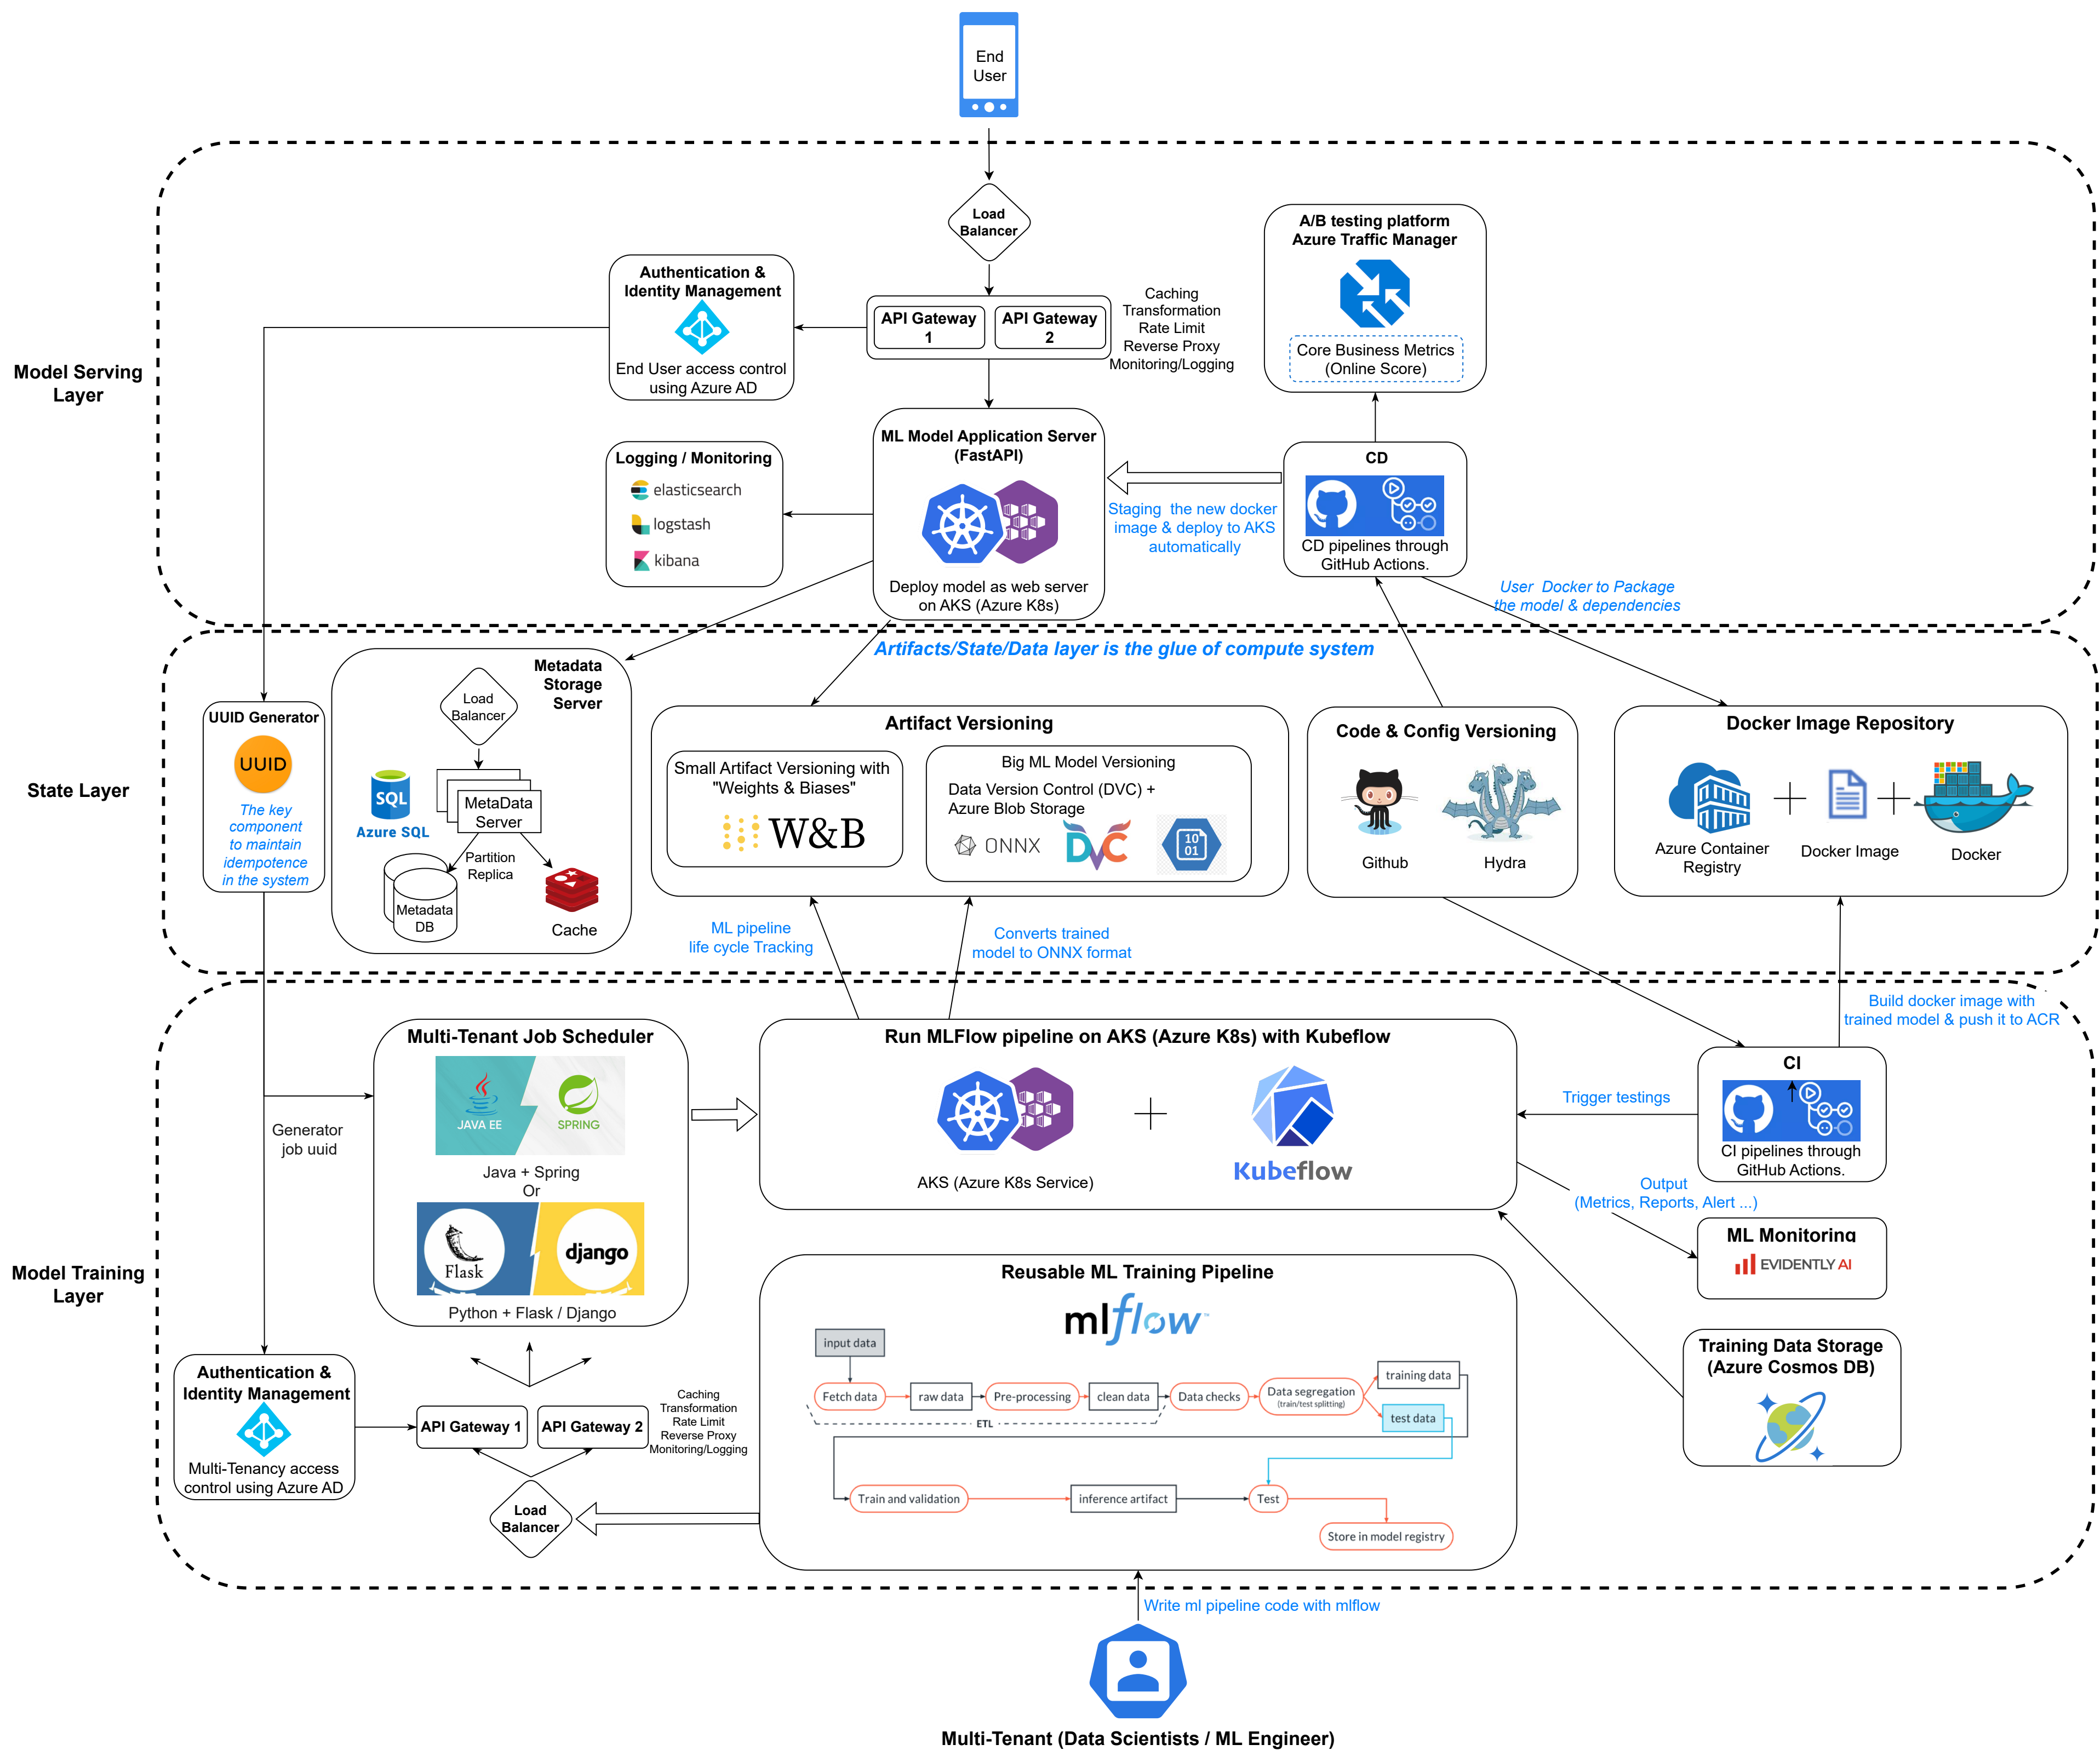 End
User
Load
Balancer
A/B testing platform
Azure Traffic Manager
Core Business Metrics
(Online Score)
Authentication &
Identity Management
End User access control
using Azure AD
API Gateway
1
API Gateway
2
Caching
Transformation
Rate Limit
Reverse Proxy
Monitoring/Logging
Model Serving
Layer
Logging / Monitoring
elasticsearch
logstash
kibana
ML Model Application Server
(FastAPI)
Deploy model as web server
on AKS (Azure K8s)
Staging the new docker
image & deploy to AKS
automatically
CD
CD pipelines through
GitHub Actions.
User Docker to Package
the model & dependencies
Artifacts/State/Data layer is the glue of compute system
State Layer
UUID Generator
UUID
The key
component
to maintain
idempotence
in the system
Metadata
Storage
Server
Load
Balancer
SQL
Azure SQL
MetaData
Server
Partition
Replica
Metadata
DB
Cache
Artifact Versioning
Small Artifact Versioning with
"Weights & Biases"
W&B
Big ML Model Versioning
Data Version Control (DVC) +
Azure Blob Storage
ONNX
DVC
10
01
Code & Config Versioning
Github
Hydra
Docker Image Repository
Azure Container
Registry
Docker Image
Docker
ML pipeline
life cycle Tracking
Converts trained
model to ONNX format
Build docker image with
trained model & push it to ACR
Model Training
Layer
Generator
job uuid
Multi-Tenant Job Scheduler
JAVA EE
SPRING
Java + Spring
Or
Flask
django
Python + Flask / Django
Run MLFlow pipeline on AKS (Azure K8s) with Kubeflow
AKS (Azure K8s Service)
Kubeflow
Trigger testings
CI
CI pipelines through
GitHub Actions.
Output
(Metrics, Reports, Alert ...)
ML Monitoring
EVIDENTLY AI
Training Data Storage
(Azure Cosmos DB)
Authentication &
Identity Management
Multi-Tenancy access
control using Azure AD
API Gateway 1
API Gateway 2
Caching
Transformation
Rate Limit
Reverse Proxy
Monitoring/Logging
Load
Balancer
Reusable ML Training Pipeline
mlflow™
input data
Fetch data
raw data
Pre-processing
clean data
Data checks
Data segregation
(train/test splitting)
training data
test data
ETL
Train and validation
inference artifact
Test
Store in model registry
Write ml pipeline code with mlflow
Multi-Tenant (Data Scientists / ML Engineer)